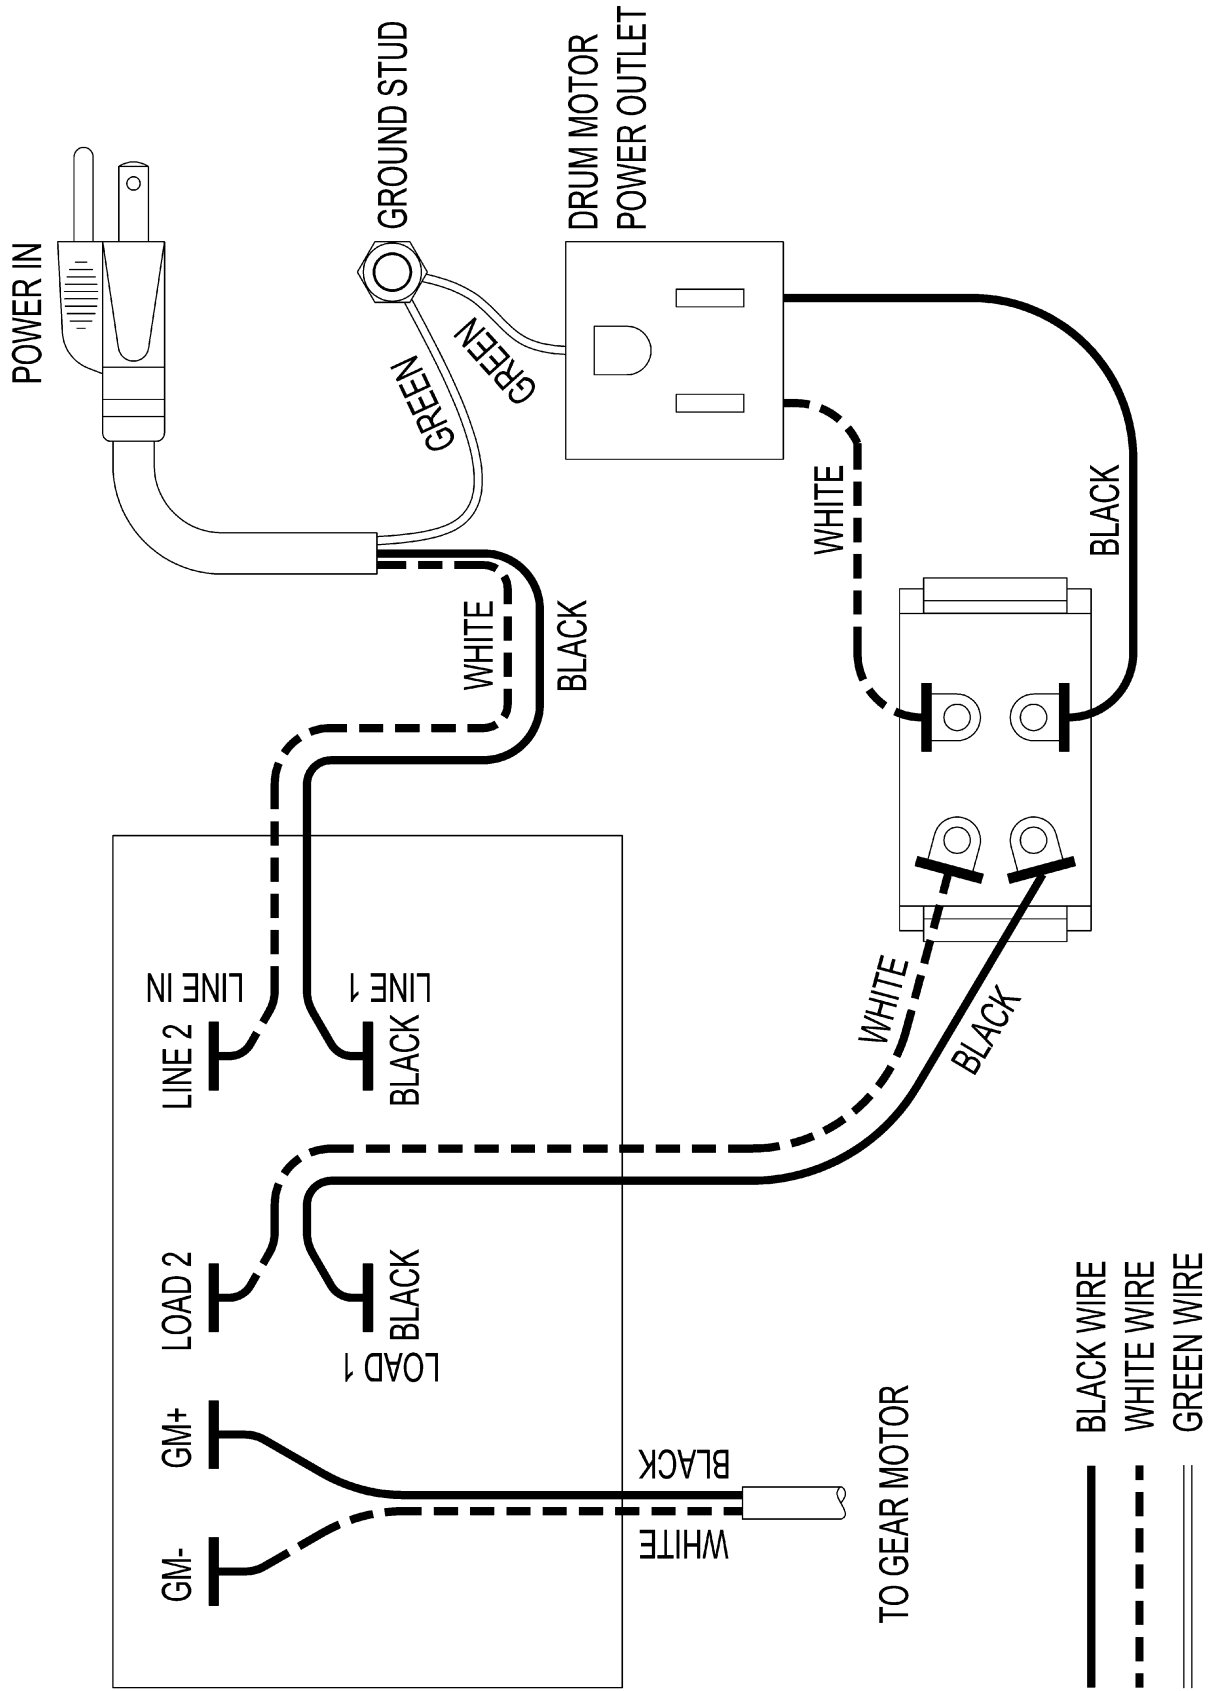 POWER IN
GROUND STUD
DRUM MOTOR
POWER OUTLET
GREEN
GREEN
WHITE
BLACK
WHITE
BLACK
LINE IN
LINE 2
LINE 1
BLACK
WHITE
BLACK
LOAD 2
BLACK
LOAD 1
GM+
GM-
BLACK
WHITE
TO GEAR MOTOR
BLACK WIRE
WHITE WIRE
GREEN WIRE